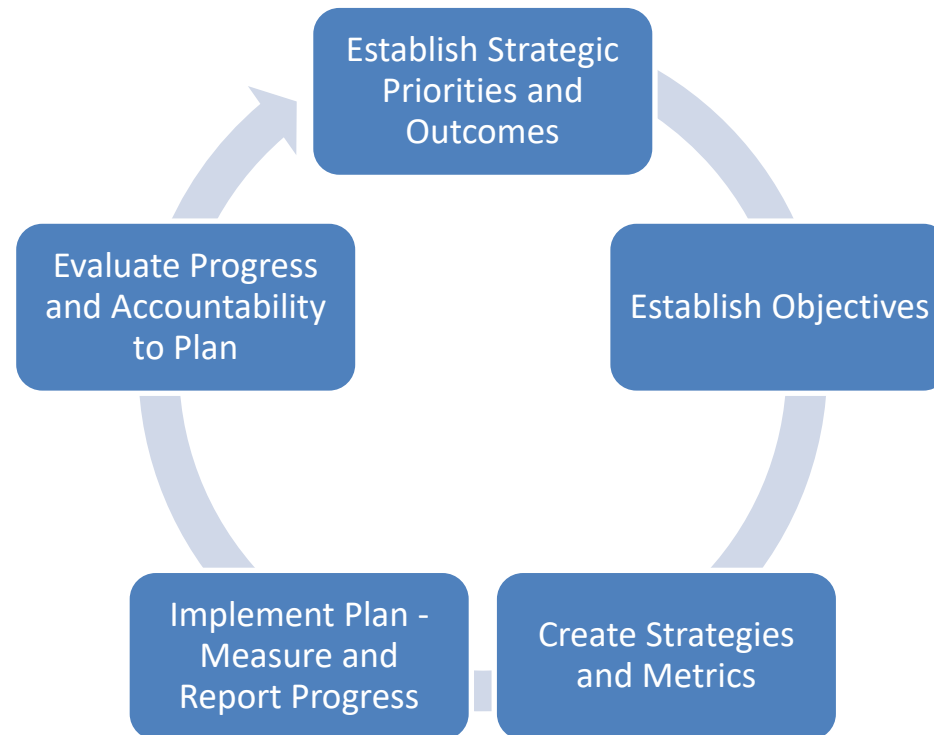 Establish Strategic
Priorities and
Outcomes
Establish Objectives
Create Strategies
and Metrics
Implement Plan -
Measure and
Report Progress
Evaluate Progress
and Accountability
to Plan